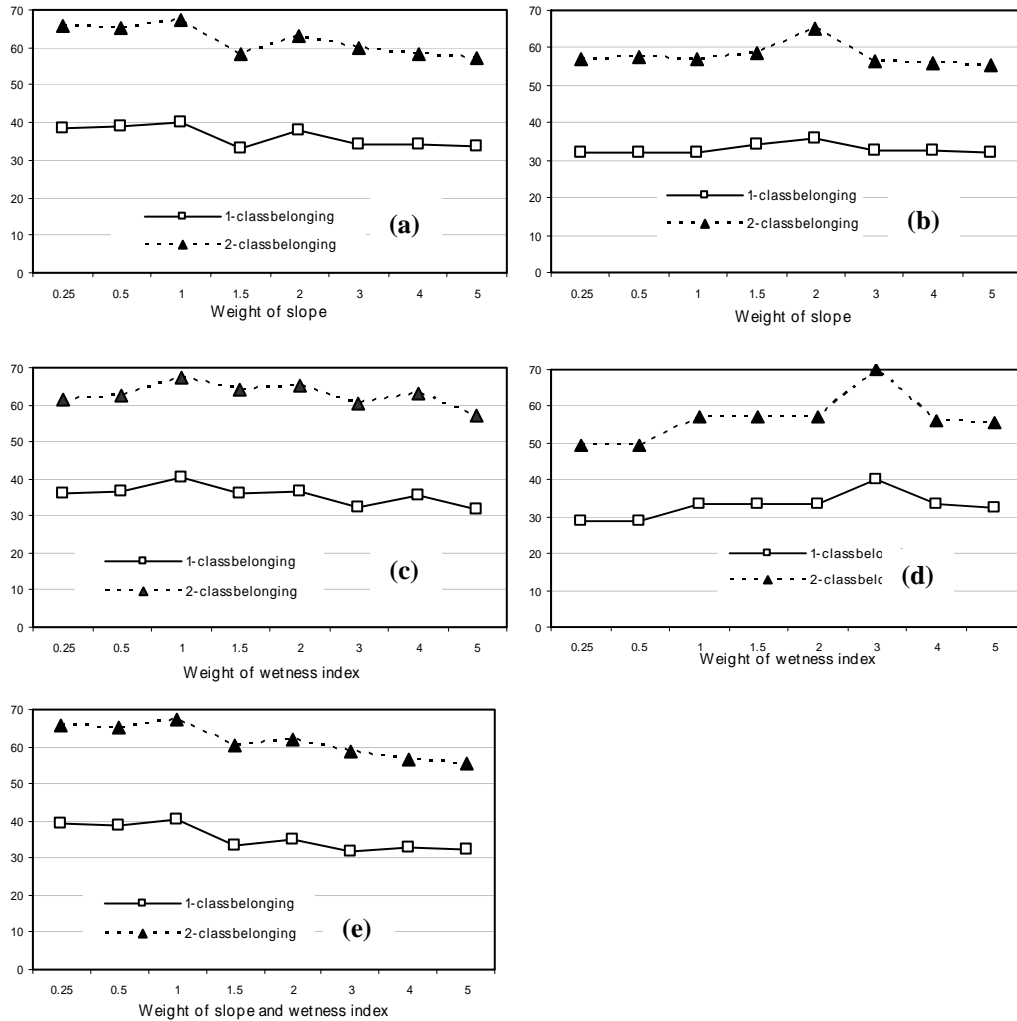 70
60
50
40
30
20
10
0
1-classbelonging
2-classbelonging
(a)
0.25 0.5 1 1.5 2 3 4 5
Weight of slope
70
60
50
40
30
20
10
0
1-classbelonging
2-classbelonging
(b)
0.25 0.5 1 1.5 2 3 4 5
Weight of slope
70
60
50
40
30
20
10
0
1-classbelonging
2-classbelonging
(c)
0.25 0.5 1 1.5 2 3 4 5
Weight of wetness index
70
60
50
40
30
20
10
0
1-classbelo
2-classbelo
(d)
0.25 0.5 1 1.5 2 3 4 5
Weight of wetness index
70
60
50
40
30
20
10
0
1-classbelonging
2-classbelonging
(e)
0.25 0.5 1 1.5 2 3 4 5
Weight of slope and wetness index